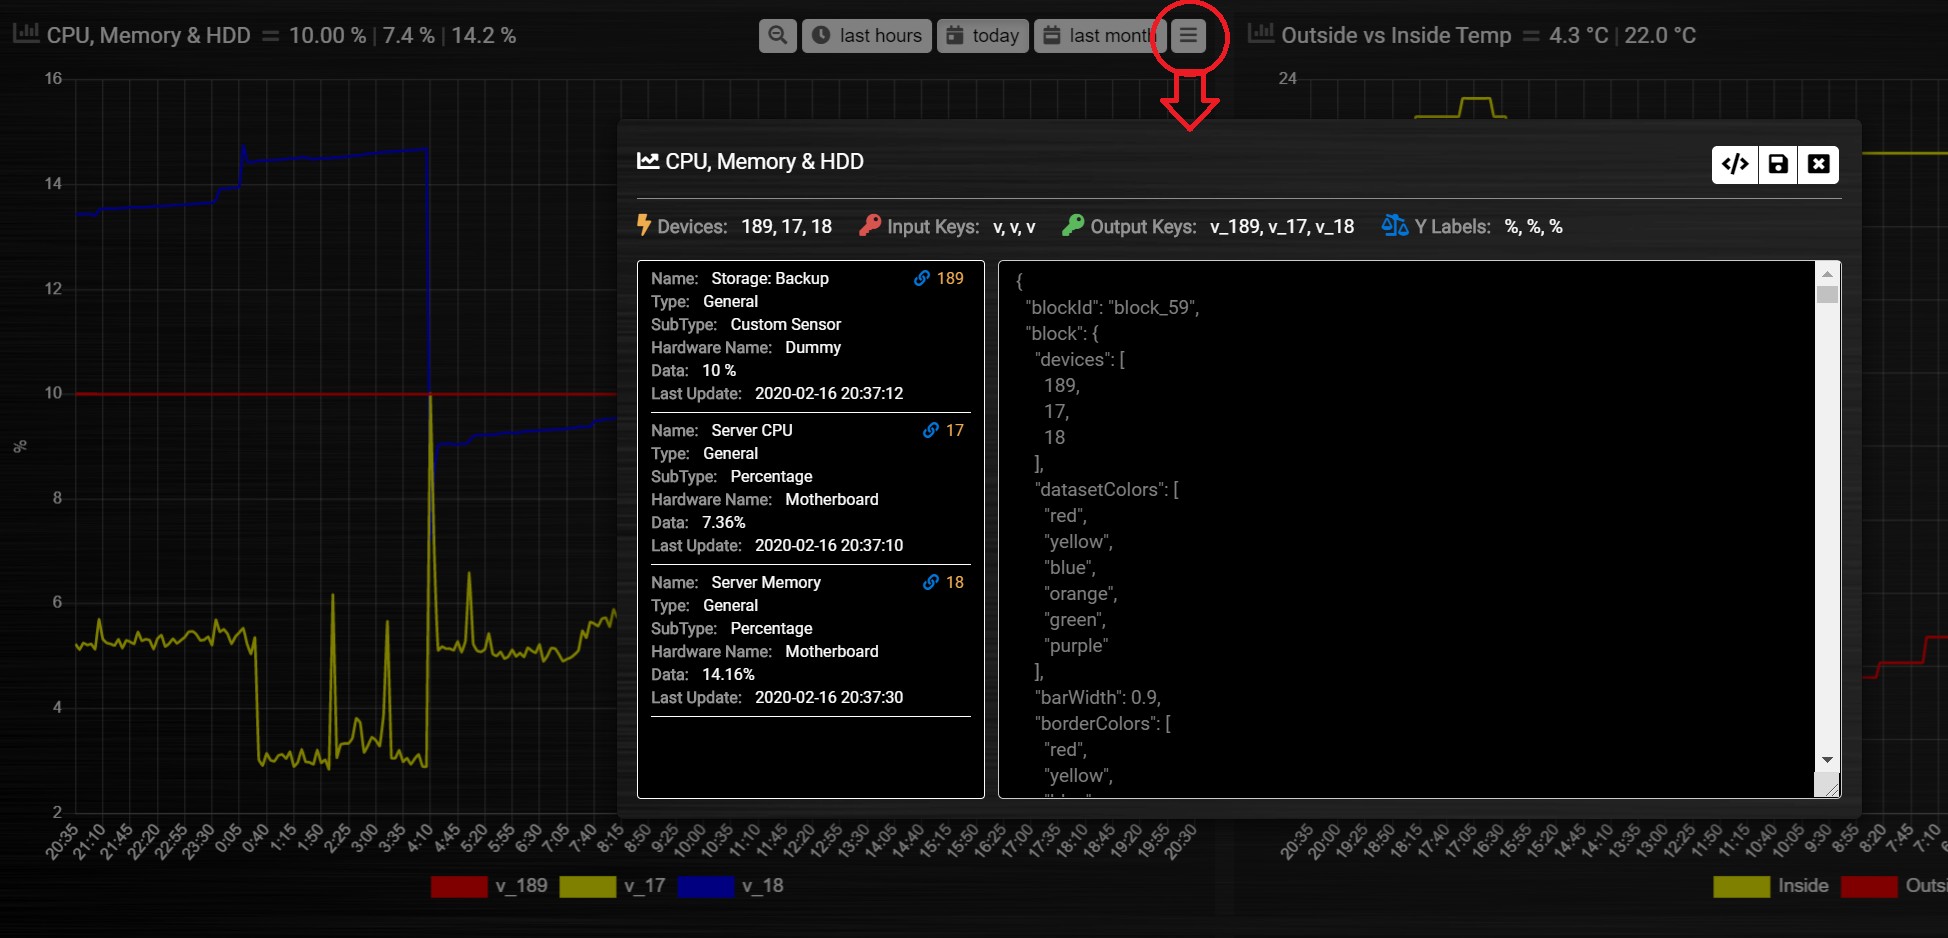 CPU, Memory & HDD = 10.00 % | 7.4 % | 14.2 %
last hours
today
last month
Outside vs Inside Temp = 4.3 °C | 22.0 °C
16
14
12
10
8
6
4
2
%
24
CPU, Memory & HDD
</>
Devices: 189, 17, 18
Input Keys: v, v, v
Output Keys: v_189, v_17, v_18
Y Labels: %, %, %
Name: Storage: Backup 189
Type: General
SubType: Custom Sensor
Hardware Name: Dummy
Data: 10 %
Last Update: 2020-02-16 20:37:12
Name: Server CPU 17
Type: General
SubType: Percentage
Hardware Name: Motherboard
Data: 7.36%
Last Update: 2020-02-16 20:37:10
Name: Server Memory 18
Type: General
SubType: Percentage
Hardware Name: Motherboard
Data: 14.16%
Last Update: 2020-02-16 20:37:30
{
"blockId": "block_59",
"block": {
"devices": [
189,
17,
18
],
"datasetColors": [
"red",
"yellow",
"blue",
"orange",
"green",
"purple"
],
"barWidth": 0.9,
"borderColors": [
"red",
"yellow",
20:35 21:10 21:45 22:20 22:55 23:30 0:05 0:40 1:15 1:50 2:25 3:00 3:35 4:10 4:45 5:20 5:55 6:30 7:05 7:40 8:15 8:50 9:25 10:00 10:35 11:10 11:45 12:20 12:55 13:30 14:05 14:40 15:15 15:50 16:25 17:00 17:35 18:10 18:45 19:20 19:55 20:30
20:35 20:00 19:25 18:50 18:15 17:40 17:05 16:30 15:55 15:20 14:45 14:10 13:35 13:00 12:25 11:50 11:15 10:40 10:05 9:30 8:55 8:20 7:45 7:10
v_189 v_17 v_18
Inside Outsi